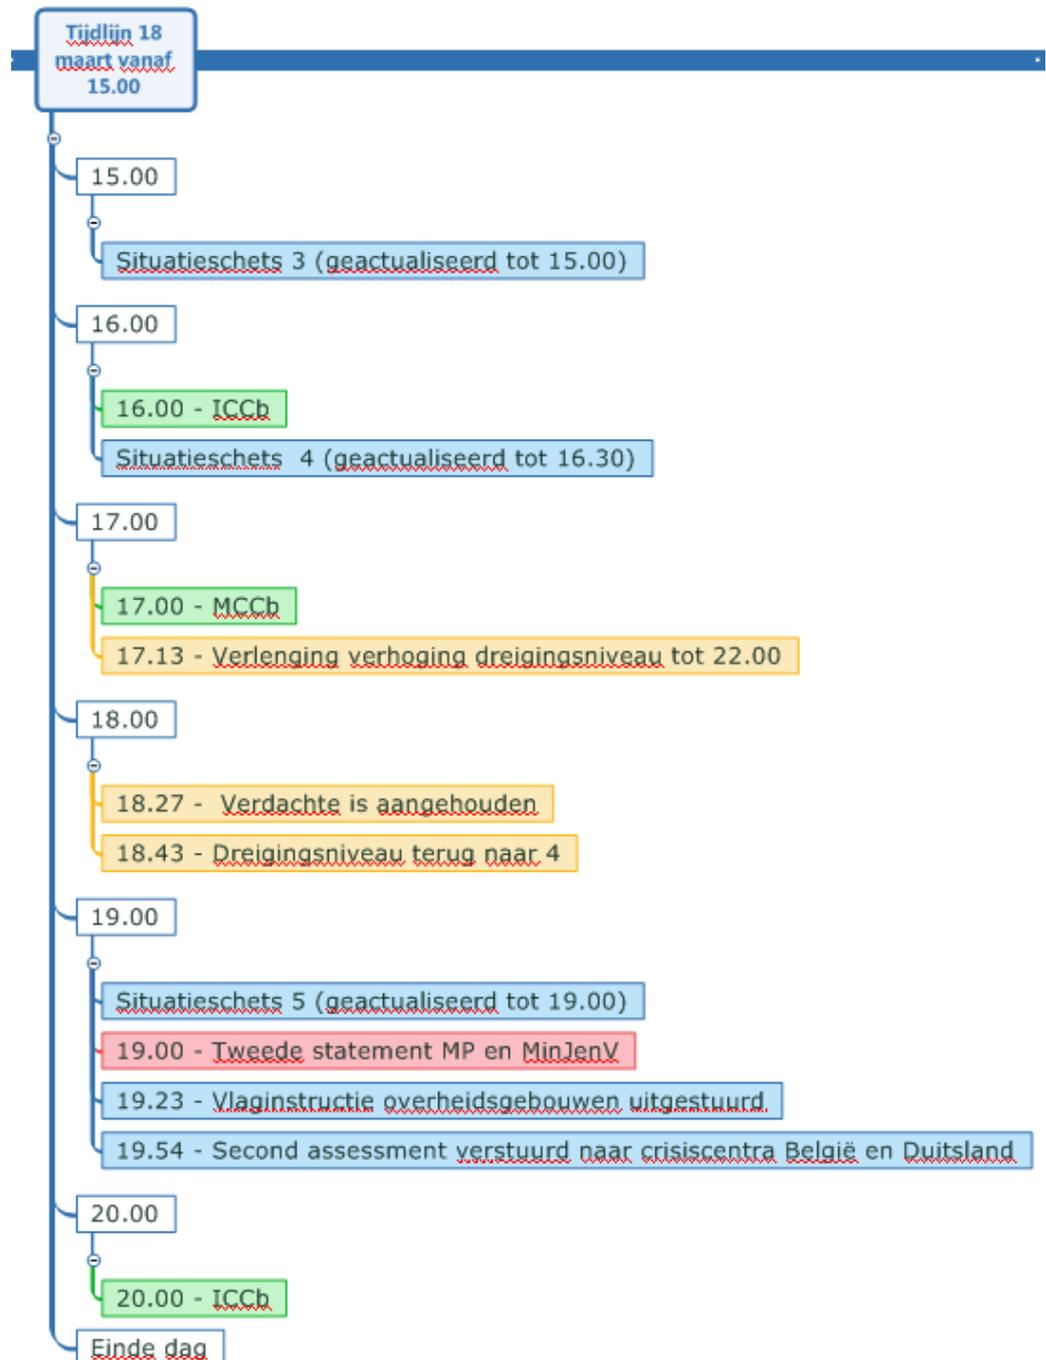 Tijdlijn 18
maart vanaf
15.00
15.00
Situatieschets 3 (geactualiseerd tot 15.00)
16.00
16.00 - ICCb
Situatieschets  4 (geactualiseerd tot 16.30)
17.00
17.00 - MCCb
17.13 - Verlenging verhoging dreigingsniveau tot 22.00
18.00
18.27 -  Verdachte is aangehouden
18.43 - Dreigingsniveau terug naar 4
19.00
Situatieschets 5 (geactualiseerd tot 19.00)
19.00 - Tweede statement MP en MinJenV
19.23 - Vlaginstructie overheidsgebouwen uitgestuurd
19.54 - Second assessment verstuurd naar crisiscentra België en Duitsland
20.00
20.00 - ICCb
Einde dag